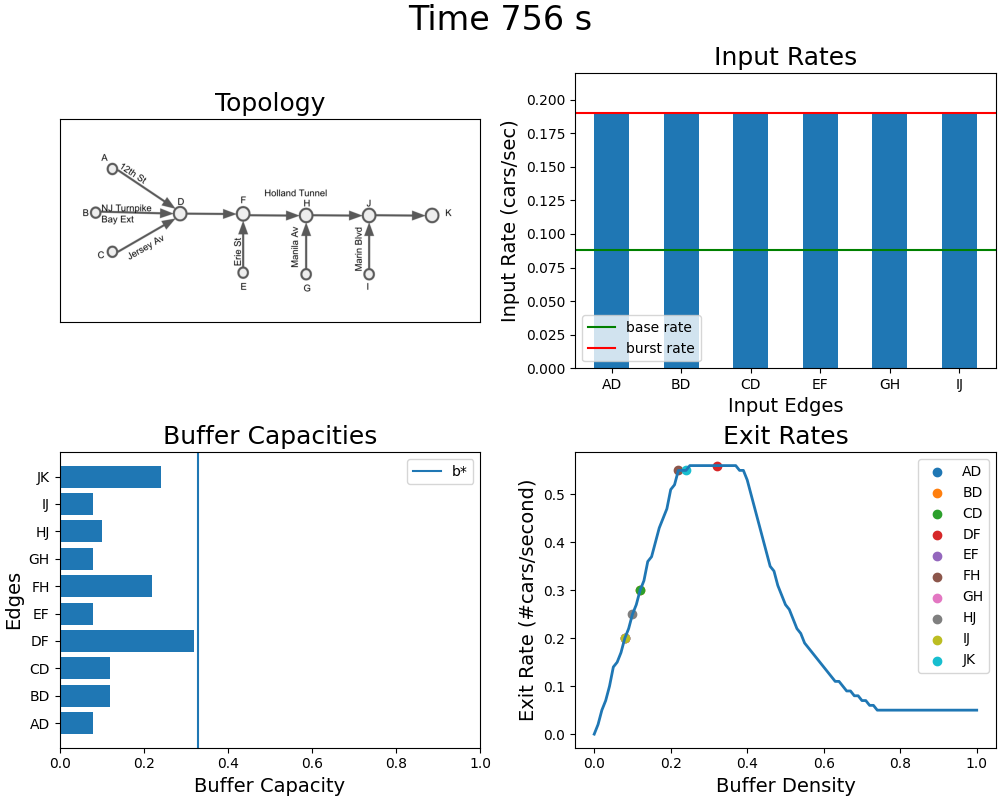 Time 756 s
Topology
A
12th St
B
NJ Turnpike
Bay Ext
C
Jersey Av
D
F
Holland Tunnel
H
J
K
Erie St
Manila Av
Marin Blvd
E
G
I
Input Rates
Input Rate (cars/sec)
0.200
0.175
0.150
0.125
0.100
0.075
0.050
0.025
0.000
base rate
burst rate
AD BD CD EF GH IJ
Input Edges
Buffer Capacities
Edges
JK
IJ
HJ
GH
FH
EF
DF
CD
BD
AD
b*
0.0 0.2 0.4 0.6 0.8 1.0
Buffer Capacity
Exit Rates
Exit Rate (#cars/second)
0.5
0.4
0.3
0.2
0.1
0.0
AD
BD
CD
DF
EF
FH
GH
HJ
IJ
JK
0.0 0.2 0.4 0.6 0.8 1.0
Buffer Density